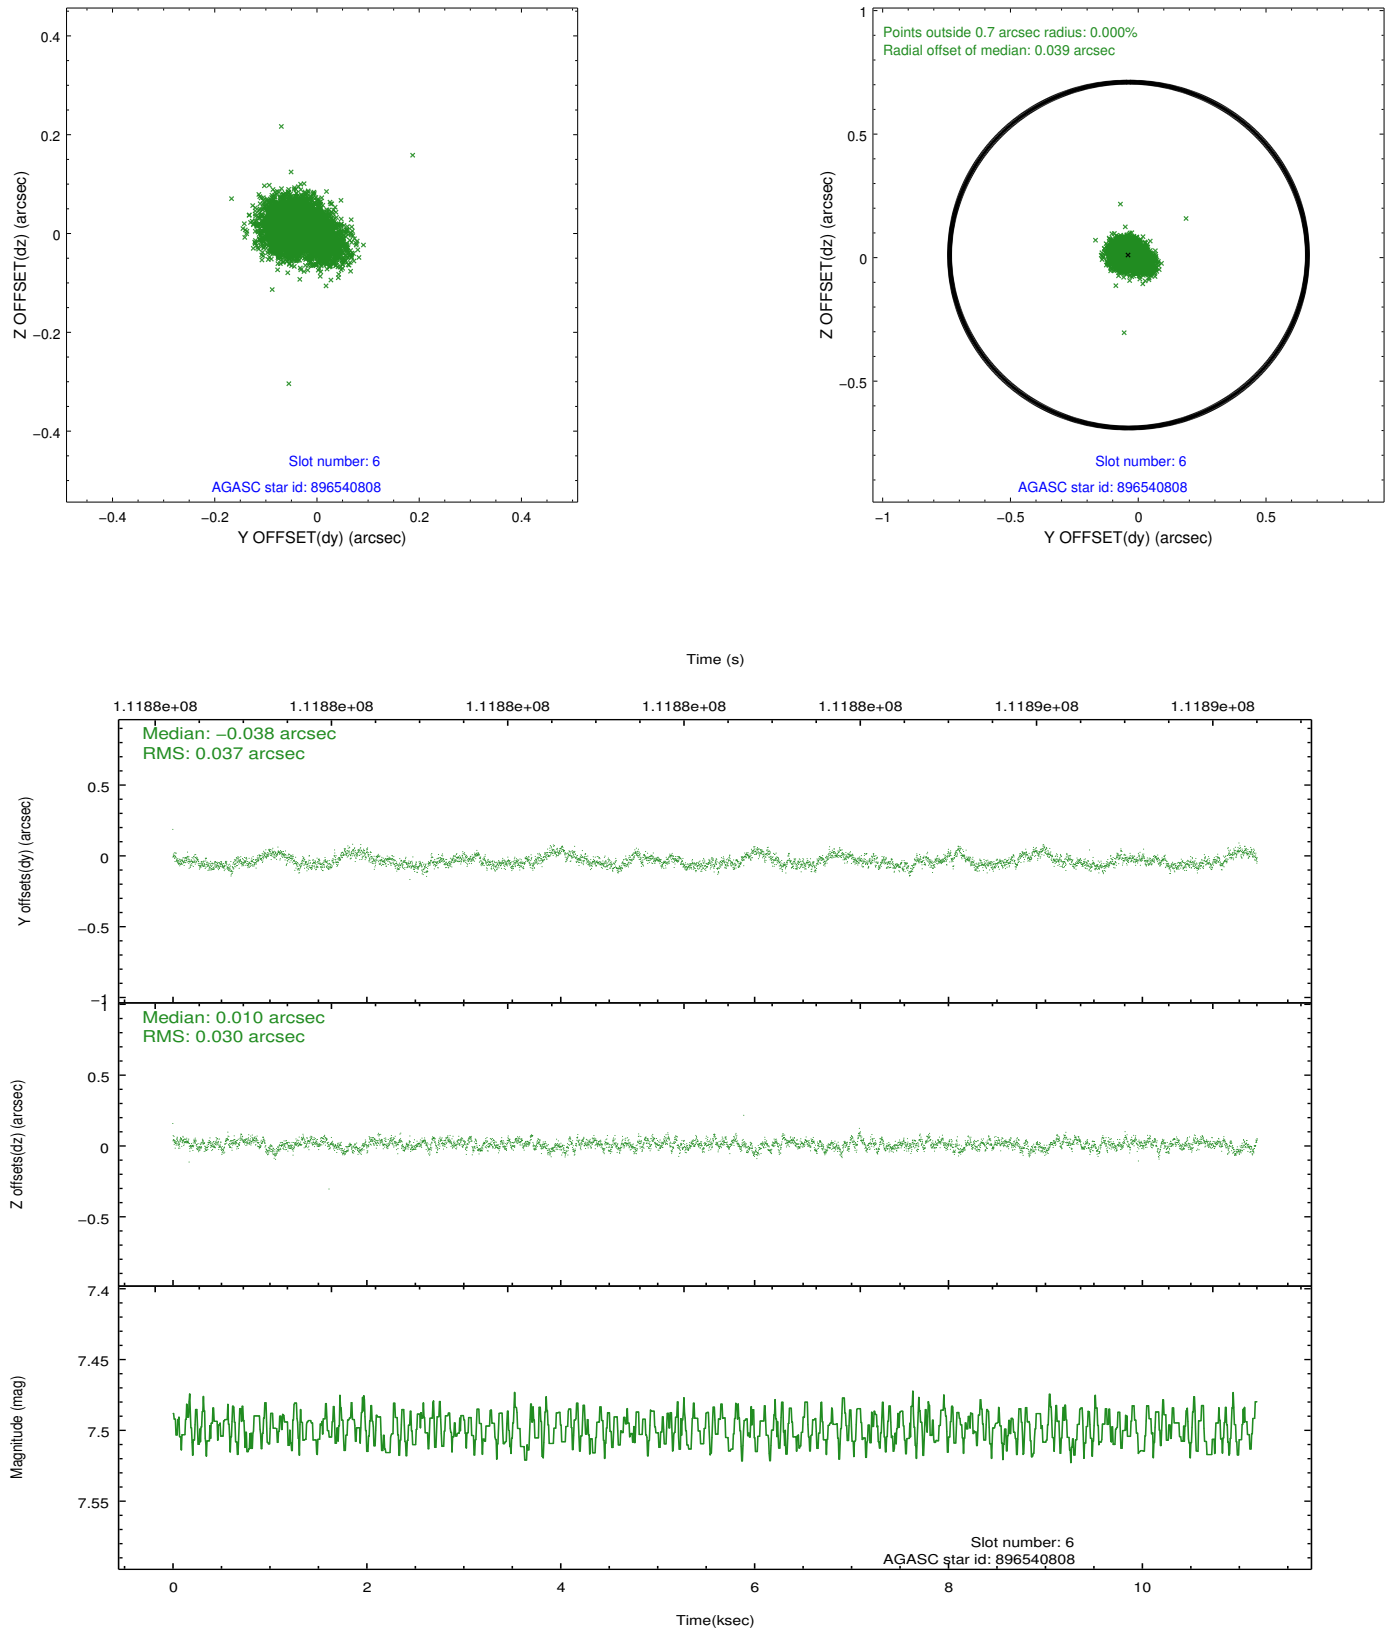 0.4
0.2
0
−0.2
−0.4
Z OFFSET(dz) (arcsec)
Slot number: 6
AGASC star id: 896540808
−0.4
−0.2
0
0.2
0.4
Y OFFSET(dy) (arcsec)
1
0.5
0
−0.5
Z OFFSET(dz) (arcsec)
Points outside 0.7 arcsec radius: 0.000%
Radial offset of median: 0.039 arcsec
Slot number: 6
AGASC star id: 896540808
−1
−0.5
0
0.5
Y OFFSET(dy) (arcsec)
Time (s)
1.1188e+08
1.1188e+08
1.1188e+08
1.1188e+08
1.1188e+08
1.1189e+08
1.1189e+08
Median: −0.038 arcsec
RMS: 0.037 arcsec
0.5
0
−0.5
−1
Y offsets(dy) (arcsec)
Median: 0.010 arcsec
RMS: 0.030 arcsec
1
0.5
0
−0.5
Z offsets(dz) (arcsec)
7.4
7.45
7.5
7.55
Magnitude (mag)
Slot number: 6
AGASC star id: 896540808
0
2
4
6
8
10
Time(ksec)